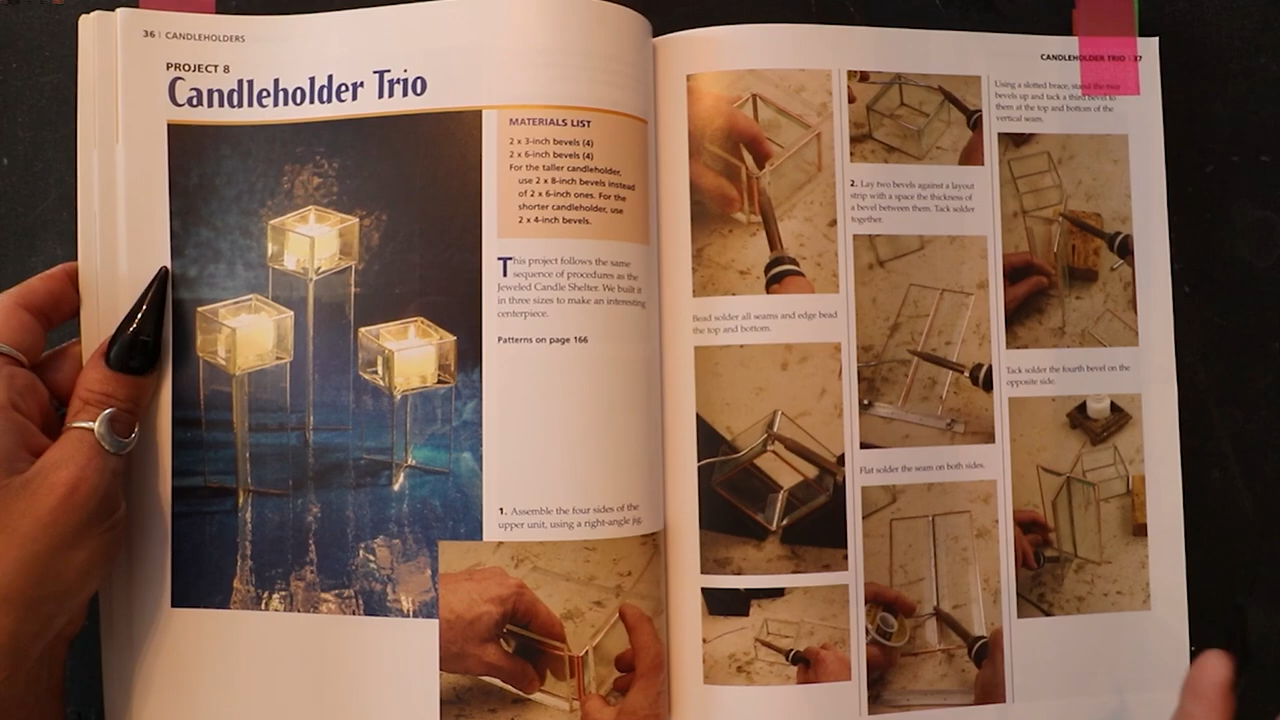 36 | CANDLEHOLDERS
PROJECT 8
Candleholder Trio
MATERIALS LIST
2 x 3-inch bevels (4)
2 x 6-inch bevels (4)
For the taller candleholder,
use 2 x 8-inch bevels instead
of 2 x 6-inch ones. For the
shorter candleholder, use
2 x 4-inch bevels.
This project follows the same
sequence of procedures as the
Jeweled Candle Shelter. We built it
in three sizes to make an interesting
centerpiece.
Patterns on page 166
1. Assemble the four sides of the
upper unit, using a right-angle jig.
CANDLEHOLDER TRIO | 37
Bead solder all seams and edge bead
the top and bottom.
2. Lay two bevels against a layout
strip with a space the thickness of
a bevel between them. Tack solder
together.
Flat solder the seam on both sides.
Using a slotted brace, stand the two
bevels up and tack a third bevel to
them at the top and bottom of the
vertical seam.
Tack solder the fourth bevel on the
opposite side.